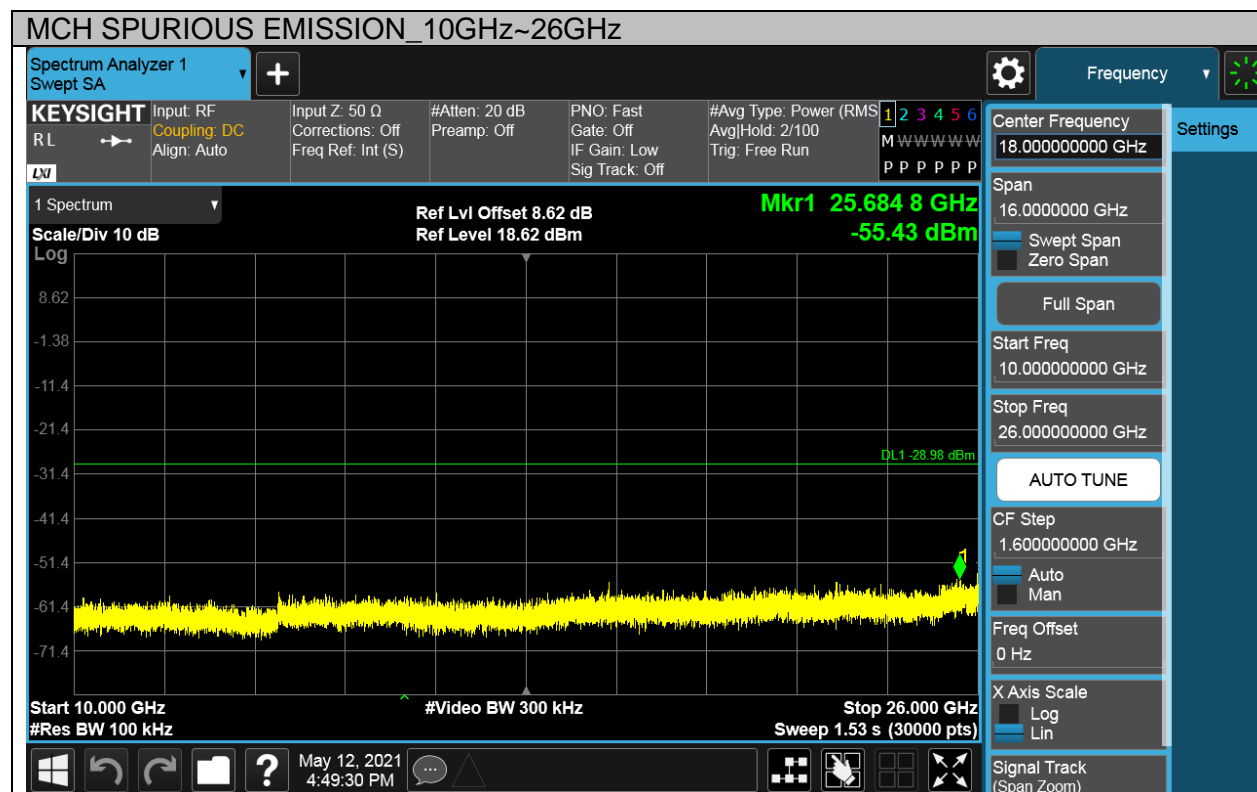 MCH SPURIOUS EMISSION_10GHz~26GHz
Spectrum Analyzer 1
Swept SA
+
Frequency
KEYSIGHT
RL
LXI
Input: RF
Coupling: DC
Align: Auto
Input Z: 50 Ω
Corrections: Off
Freq Ref: Int (S)
#Atten: 20 dB
Preamp: Off
PNO: Fast
Gate: Off
IF Gain: Low
Sig Track: Off
#Avg Type: Power (RMS
Avg|Hold: 2/100
Trig: Free Run
1 2 3 4 5 6
M W W W W W
P P P P P P
1 Spectrum
Scale/Div 10 dB
Ref Lvl Offset 8.62 dB
Ref Level 18.62 dBm
Mkr1 25.684 8 GHz
-55.43 dBm
Log
8.62
-1.38
-11.4
-21.4
DL1 -28.98 dBm
-31.4
-41.4
-51.4
1
-61.4
-71.4
Start 10.000 GHz
#Res BW 100 kHz
#Video BW 300 kHz
Stop 26.000 GHz
Sweep 1.53 s (30000 pts)
Center Frequency
18.000000000 GHz
Settings
Span
16.0000000 GHz
Swept Span
Zero Span
Full Span
Start Freq
10.000000000 GHz
Stop Freq
26.000000000 GHz
AUTO TUNE
CF Step
1.600000000 GHz
Auto
Man
Freq Offset
0 Hz
X Axis Scale
Log
Lin
Signal Track
(Span Zoom)
?
May 12, 2021
4:49:30 PM